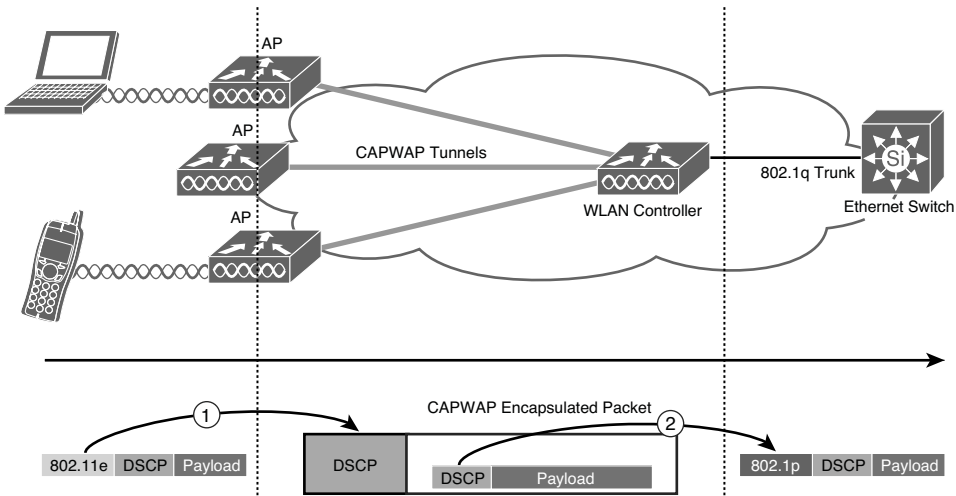 AP
AP
CAPWAP Tunnels
AP
WLAN Controller
802.1q Trunk
Si
Ethernet Switch
1
CAPWAP Encapsulated Packet
2
802.11e DSCP Payload
DSCP
DSCP Payload
802.1p DSCP Payload